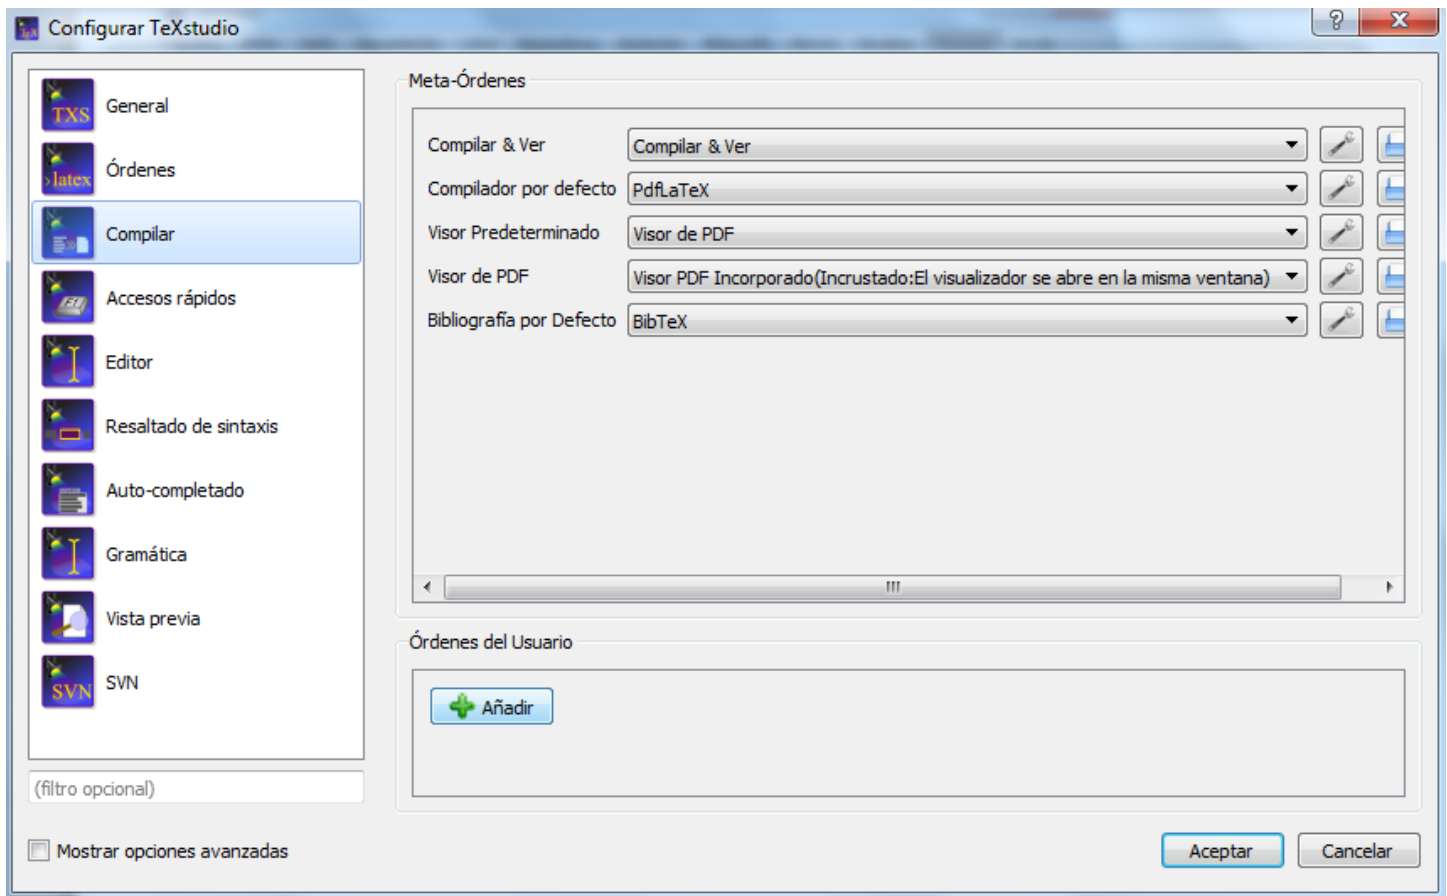 Configurar TeXstudio
TXS General
>latex Órdenes
Compilar
Accesos rápidos
Editor
Resaltado de sintaxis
Auto-completado
Gramática
Vista previa
SVN SVN
(filtro opcional)
Mostrar opciones avanzadas
Meta-Órdenes
Compilar & Ver Compilar & Ver
Compilador por defecto PdfLaTeX
Visor Predeterminado Visor de PDF
Visor de PDF Visor PDF Incorporado(Incrustado:El visualizador se abre en la misma ventana)
Bibliografía por Defecto BibTeX
Órdenes del Usuario
Añadir
Aceptar Cancelar